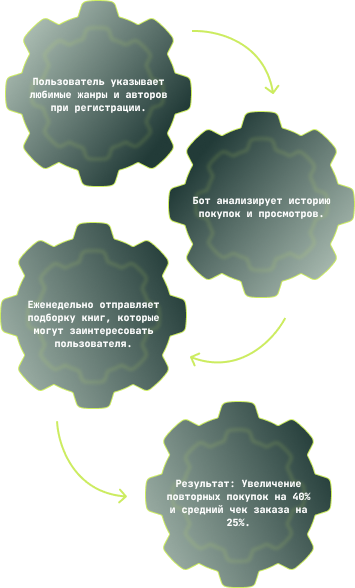 Пользователь указывает
любимые жанры и авторов
при регистрации.
Бот анализирует историю
покупок и просмотров.
Еженедельно отправляет
подборку книг, которые
могут заинтересовать
пользователя.
Результат: Увеличение
повторных покупок на 40%
и средний чек заказа на
25%.